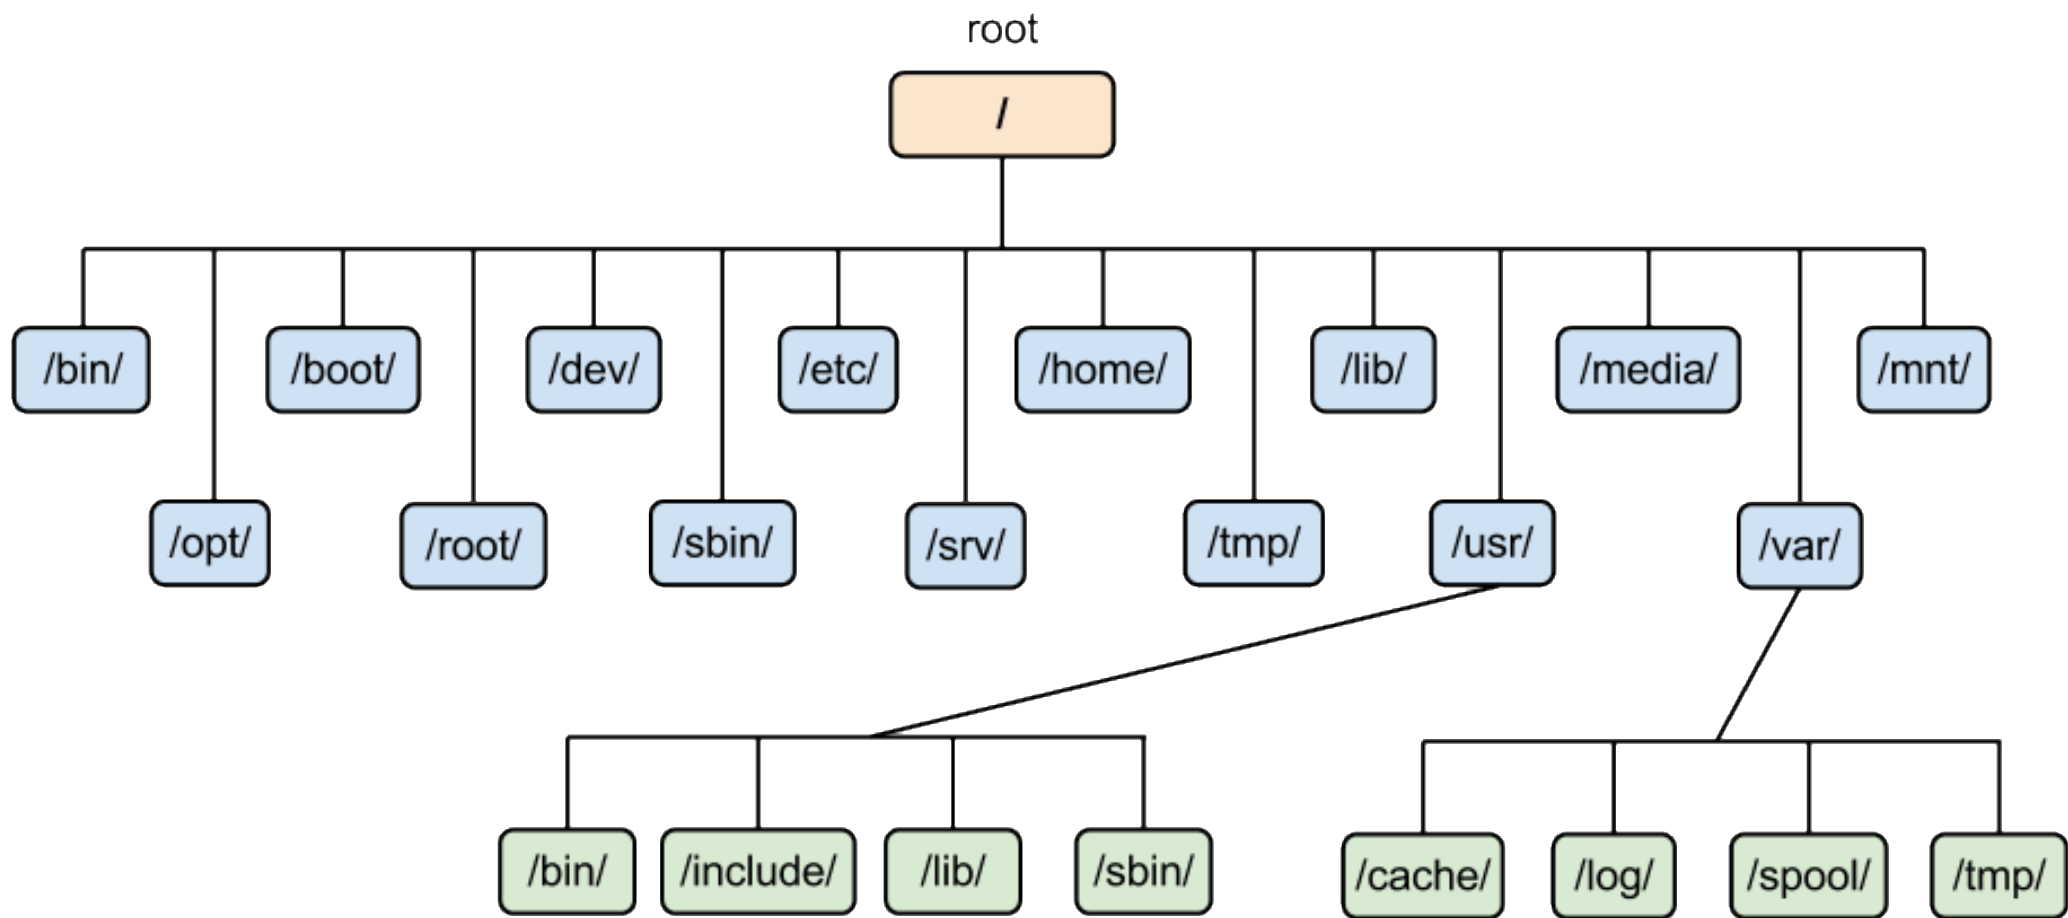 root
/
/bin/
/boot/
/dev/
/etc/
/home/
/lib/
/media/
/mnt/
/opt/
/root/
/sbin/
/srv/
/tmp/
/usr/
/var/
/bin/
/include/
/lib/
/sbin/
/cache/
/log/
/spool/
/tmp/